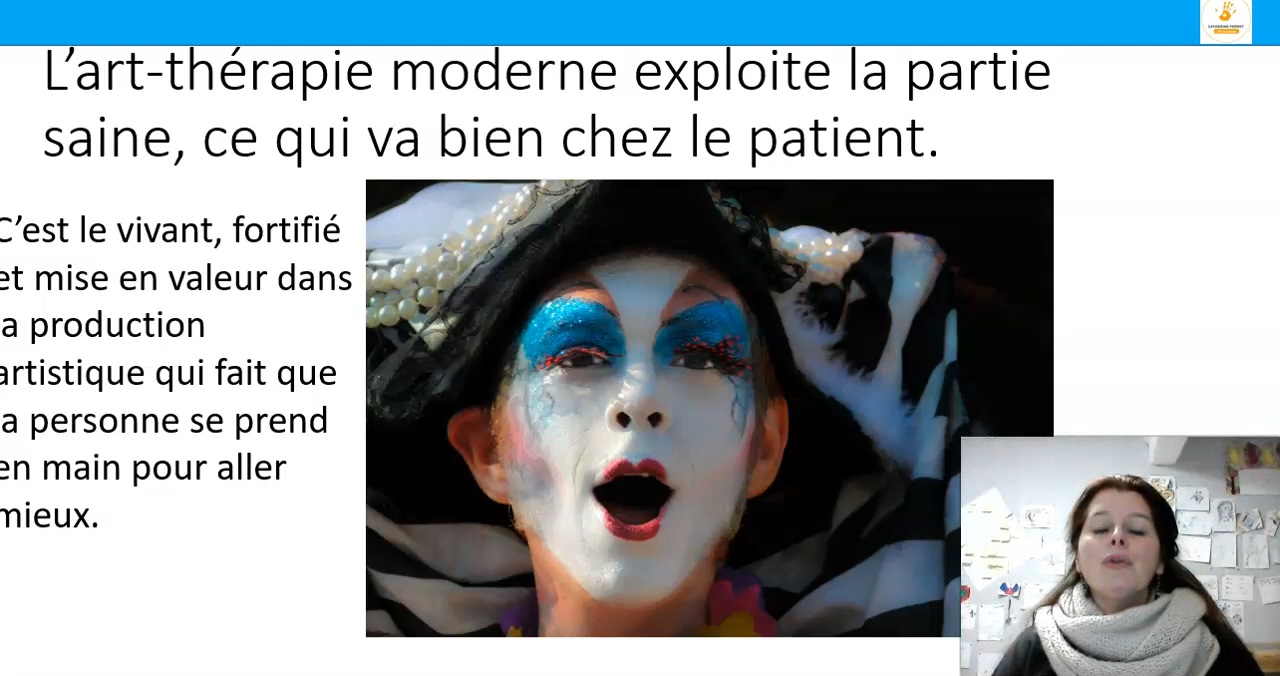 CATHERINE PERRET
L'art-thérapie moderne exploite la partie
saine, ce qui va bien chez le patient.
C'est le vivant, fortifié
et mise en valeur dans
la production
artistique qui fait que
la personne se prend
en main pour aller
mieux.